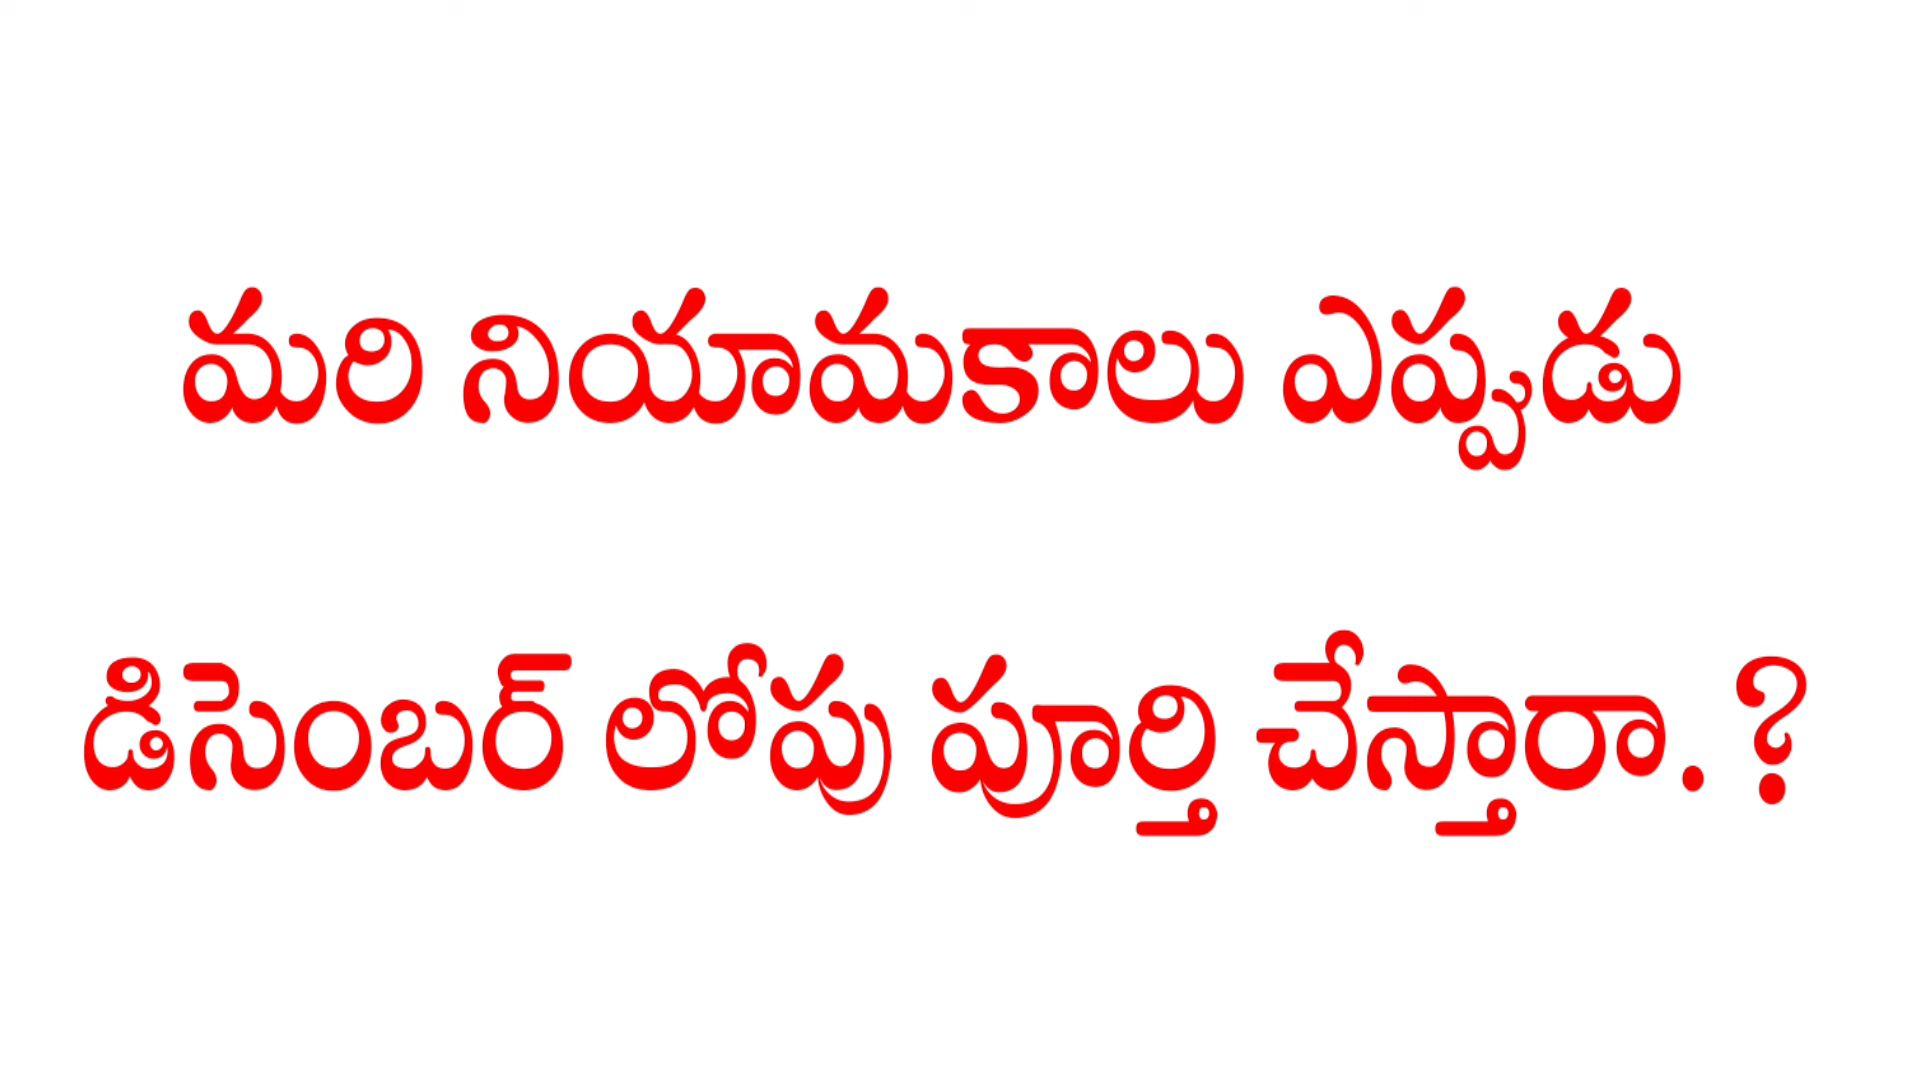 మరి నియామకాలు ఎప్పుడు
డిసెంబర్ లోపు పూర్తి చేస్తారా. ?